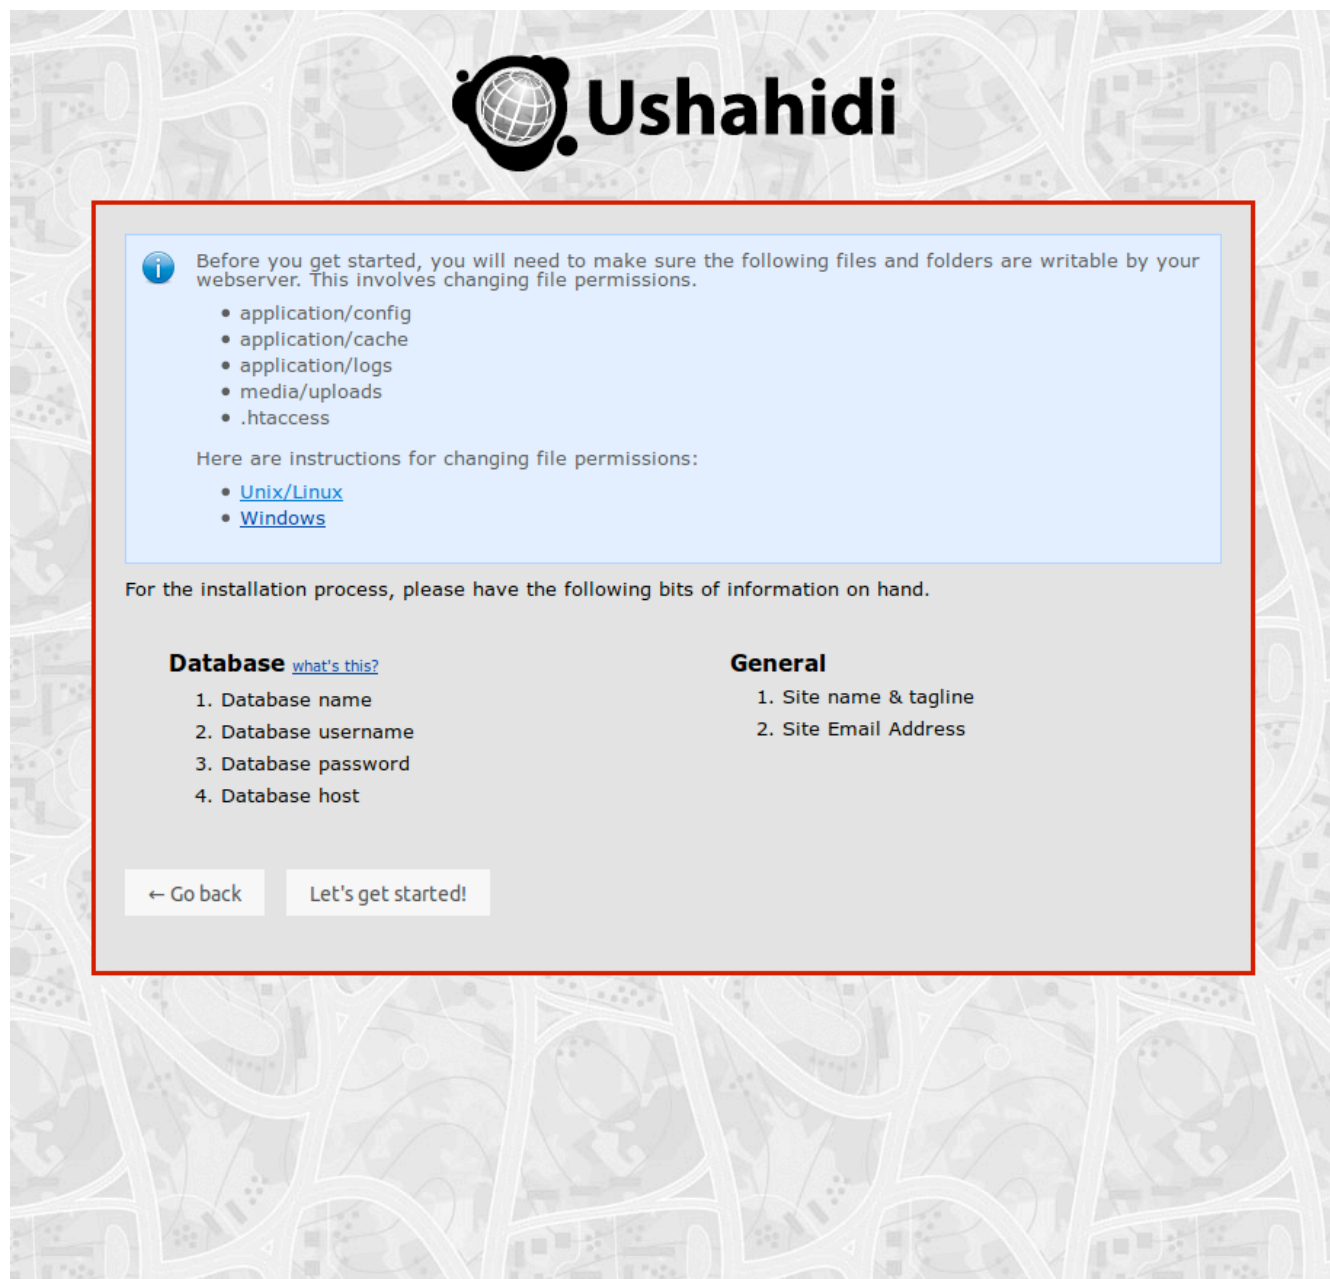 Ushahidi
Before you get started, you will need to make sure the following files and folders are writable by your
webserver. This involves changing file permissions.
• application/config
• application/cache
• application/logs
• media/uploads
• .htaccess
Here are instructions for changing file permissions:
• Unix/Linux
• Windows
For the installation process, please have the following bits of information on hand.
Database what's this?
1. Database name
2. Database username
3. Database password
4. Database host
General
1. Site name & tagline
2. Site Email Address
← Go back
Let's get started!